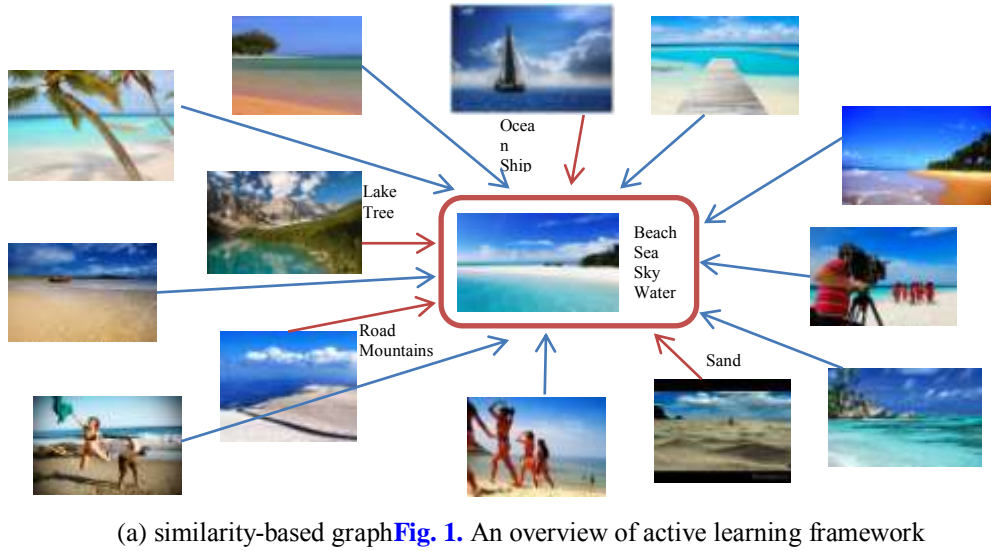 Ocea
n
Ship
Lake
Tree
Beach
Sea
Sky
Water
Road
Mountains
Sand
(a) similarity-based graphFig. 1. An overview of active learning framework